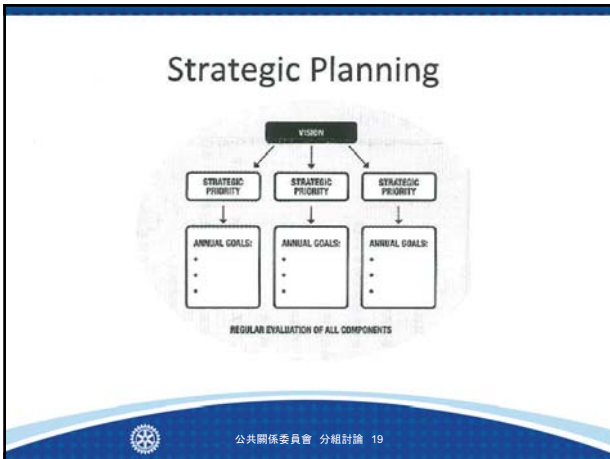 Strategic Planning
VISION
STRATEGIC
PRIORITY
STRATEGIC
PRIORITY
STRATEGIC
PRIORITY
ANNUAL GOALS:
•
•
•
ANNUAL GOALS:
•
•
•
ANNUAL GOALS:
•
•
•
REGULAR EVALUATION OF ALL COMPONENTS
公共關係委員會 分組討論 19